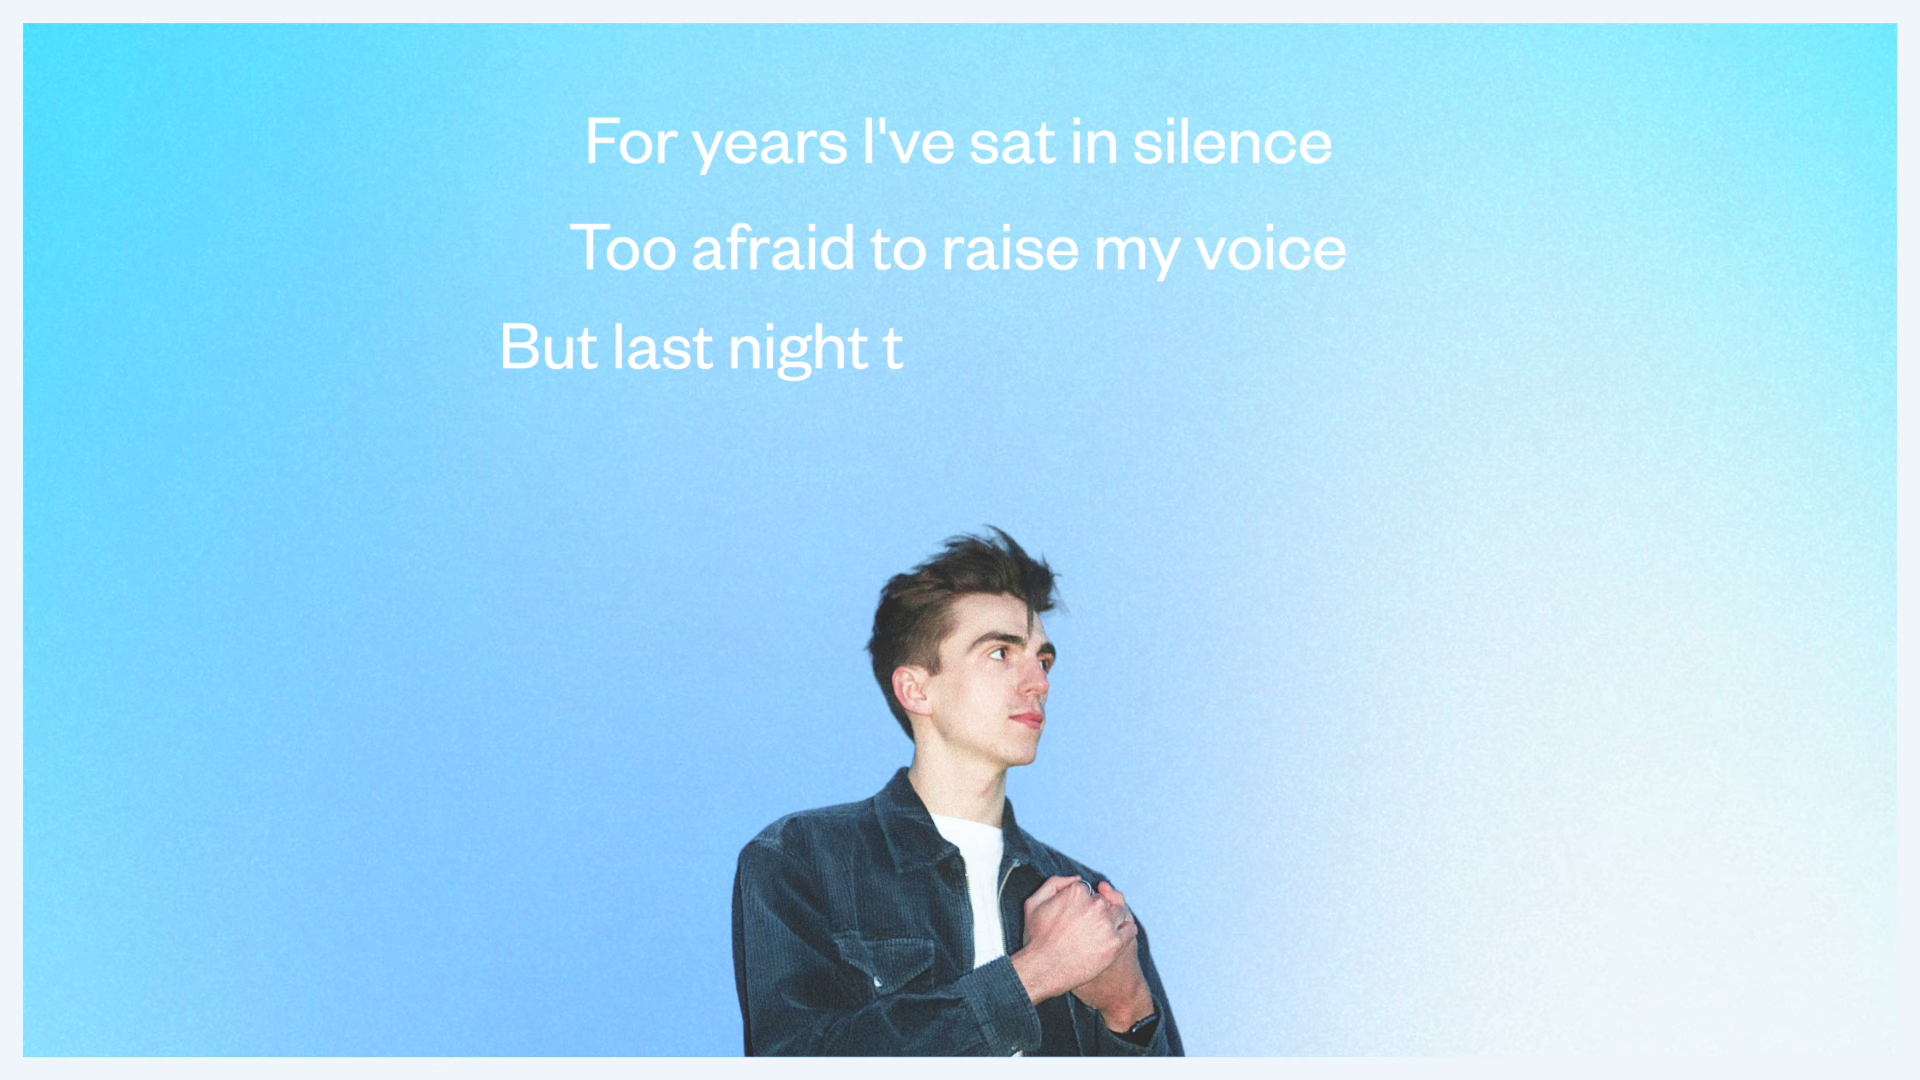 For years I've sat in silence
Too afraid to raise my voice
But last night t